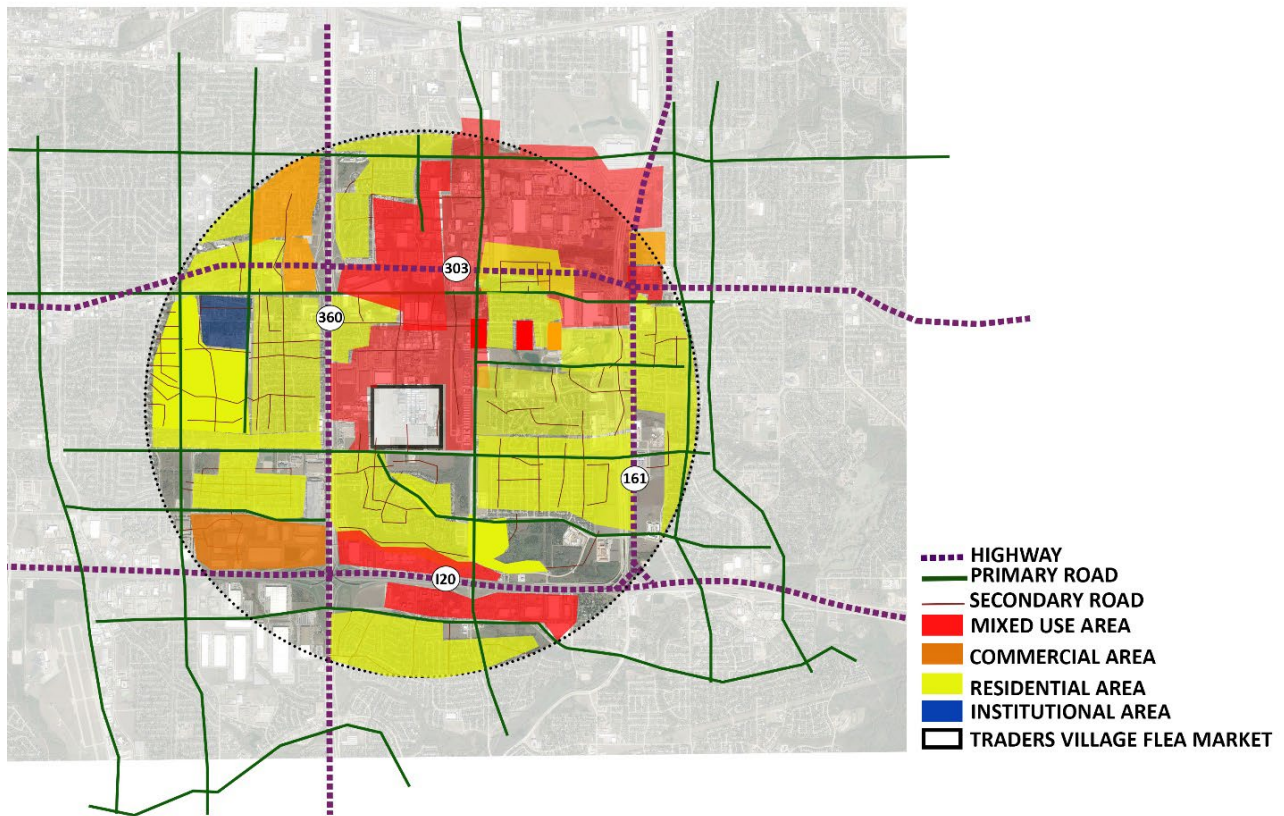 303
360
161
I20
HIGHWAY
PRIMARY ROAD
SECONDARY ROAD
MIXED USE AREA
COMMERCIAL AREA
RESIDENTIAL AREA
INSTITUTIONAL AREA
TRADERS VILLAGE FLEA MARKET